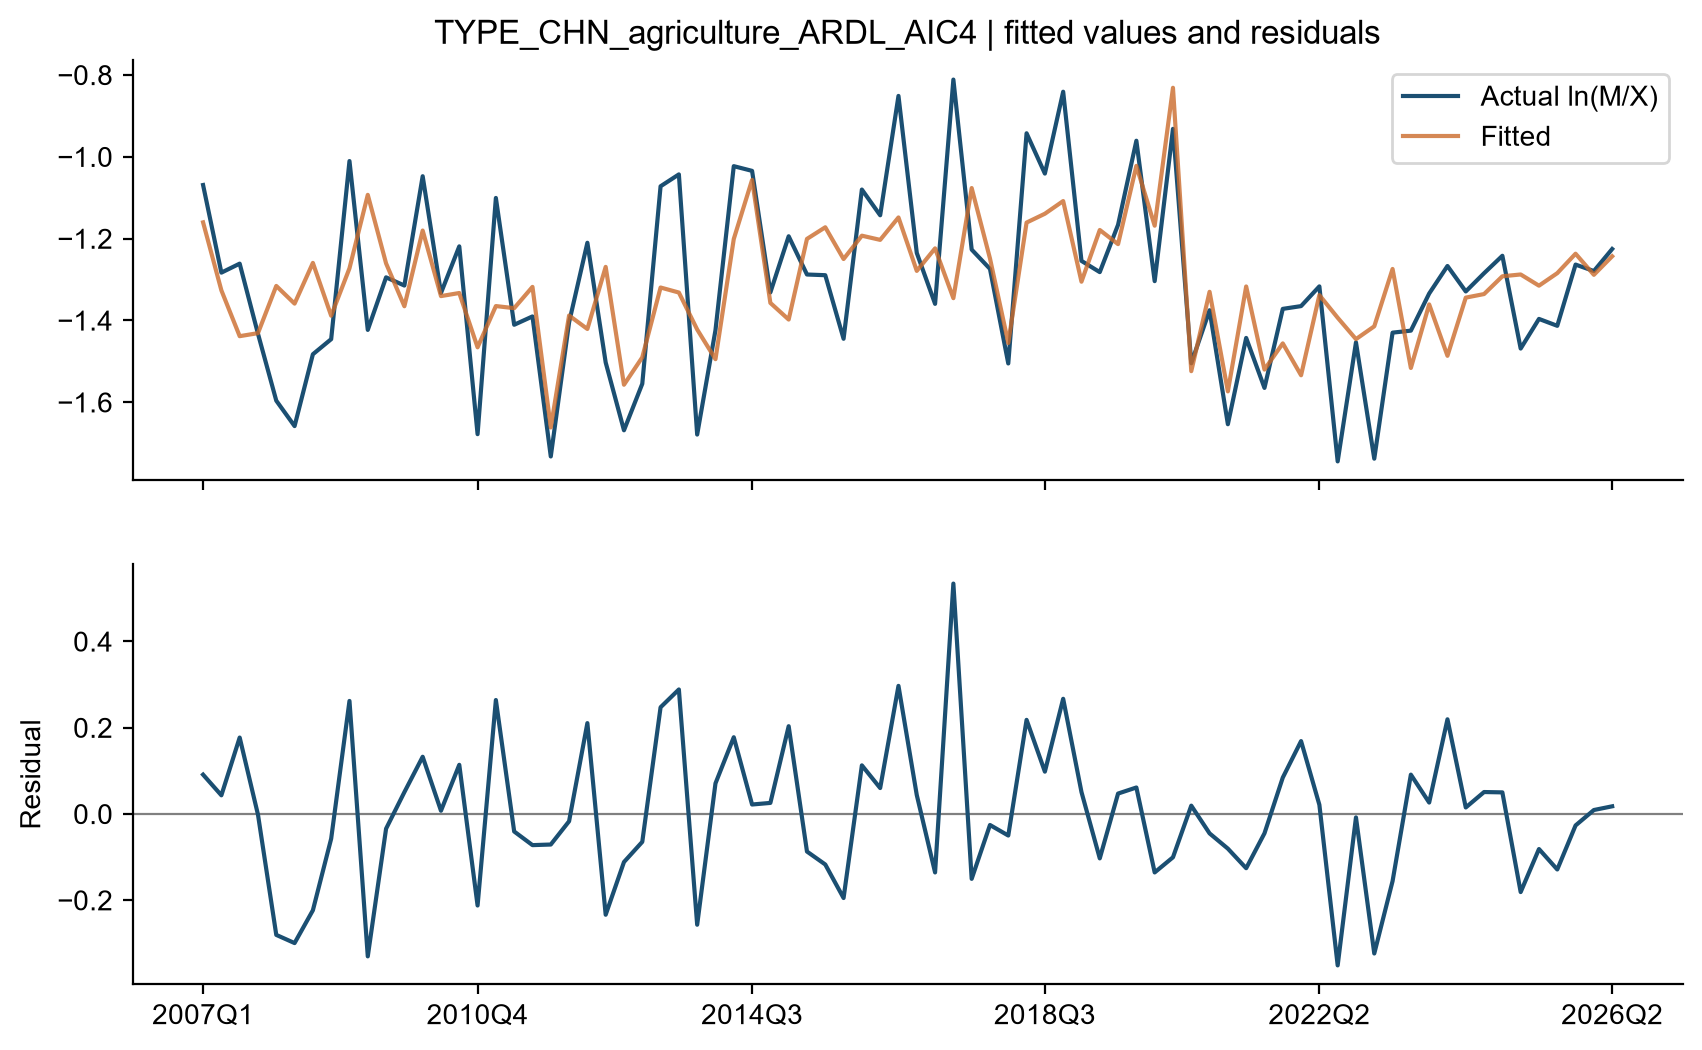 TYPE_CHN_agriculture_ARDL_AIC4 | fitted values and residuals
Actual ln(M/X)
Fitted
−0.8
−1.0
−1.2
−1.4
−1.6
Residual
0.4
0.2
0.0
−0.2
2007Q1 2010Q4 2014Q3 2018Q3 2022Q2 2026Q2